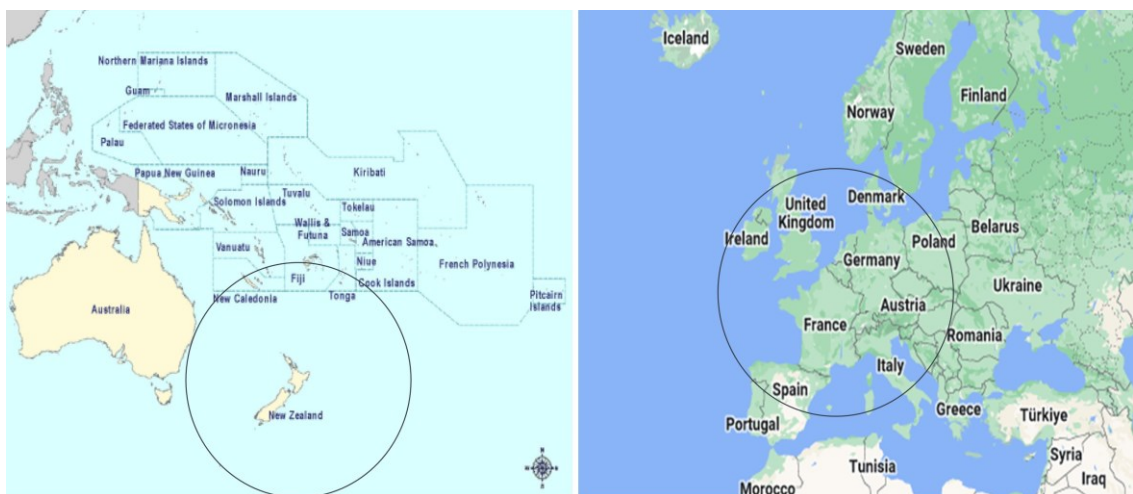 Northern Mariana Islands
Guam
Marshall Islands
Federated States of Micronesia
Palau
Papua New Guinea
Nauru
Kiribati
Solomon Islands
Tuvalu
Tokelau
Wallis &
Futuna
Samoa
American Samoa
Vanuatu
Niue
French Polynesia
Fiji
Cook Islands
New Caledonia
Tonga
Pitcairn
Islands
Australia
New Zealand
N
S
Iceland
Sweden
Finland
Norway
Denmark
United
Kingdom
Ireland
Belarus
Poland
Germany
Ukraine
Austria
France
Romania
Italy
Spain
Portugal
Greece
Türkiye
Tunisia
Syria
Iraq
Morocco